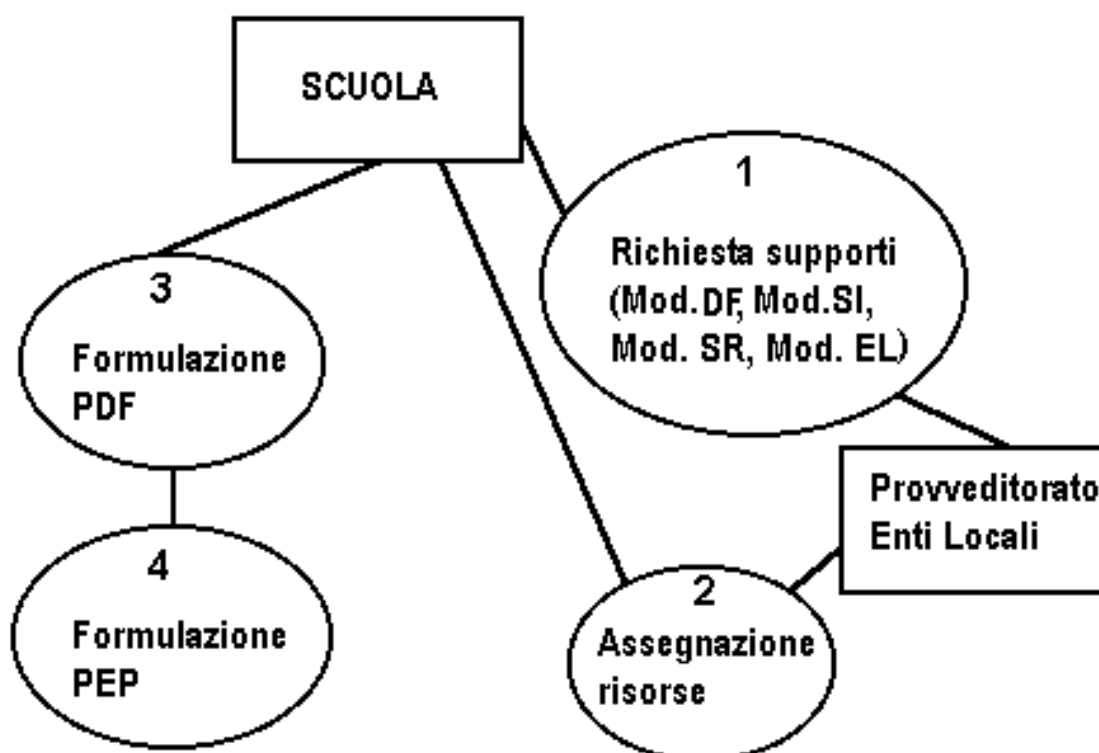 SCUOLA
1
Richiesta supporti
(Mod.DF, Mod.SI,
Mod. SR, Mod. EL)
3
Formulazione
PDF
Provveditorato
Enti Locali
4
Formulazione
PEP
2
Assegnazione
risorse